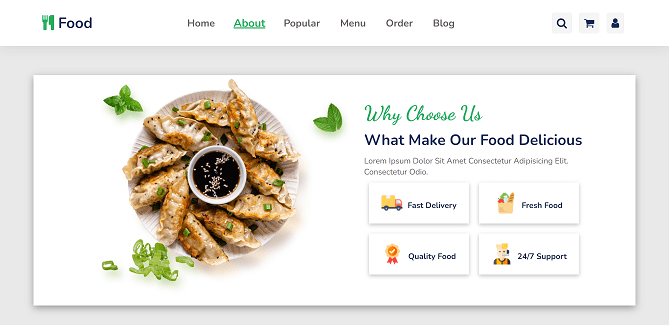 Food
Home
About
Popular
Menu
Order
Blog
Why Choose Us
What Make Our Food Delicious
Lorem Ipsum Dolor Sit Amet Consectetur Adipisicing Elit.
Consectetur Odio.
Fast Delivery
Fresh Food
Quality Food
24/7 Support